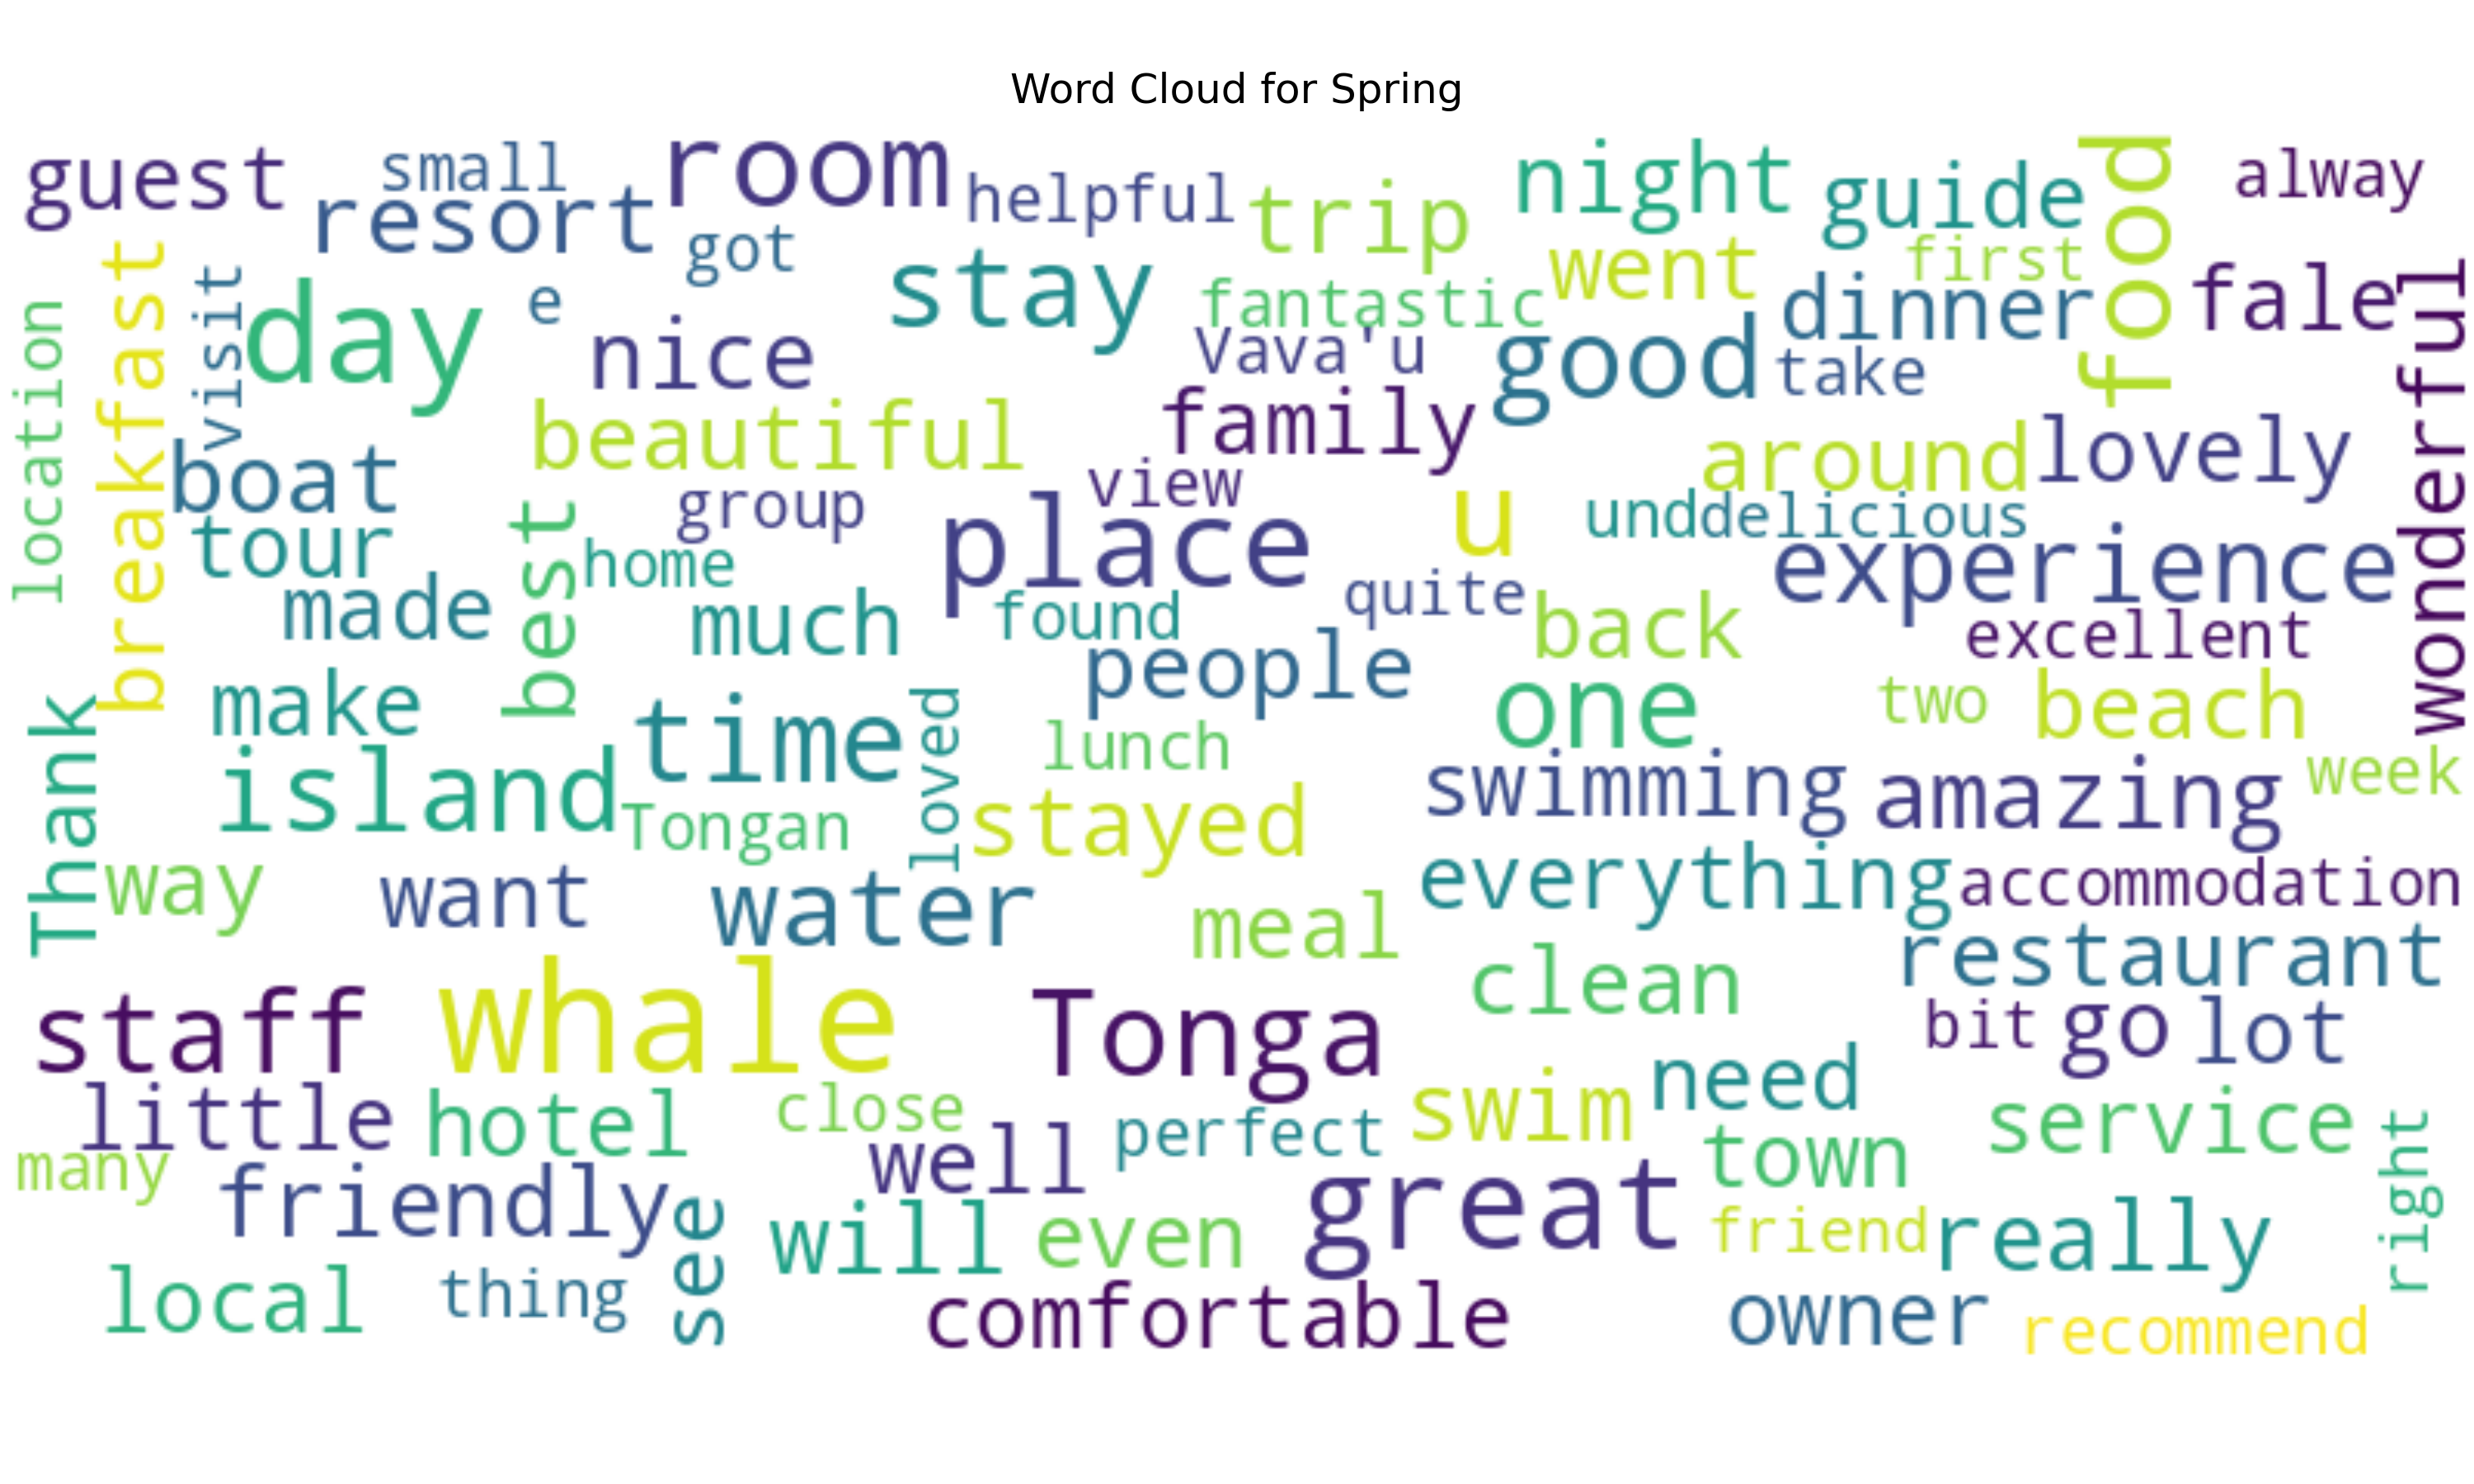 Word Cloud for Spring
guest
small
room
helpful
trip
night
guide
food
alway
resort
got
stay
went
first
fantastic
dinner
fale
wonderful
breakfast
visit
location
day
e
nice
Vava'u
good
take
family
beautiful
around
lovely
boat
view
group
place
u
und
delicious
tour
best
home
experience
made
much
found
quite
back
excellent
people
make
time
loved
lunch
one
two
beach
Thank
island
Tongan
stayed
swimming
amazing
week
way
want
water
meal
everything
accommodation
restaurant
clean
staff
whale
Tonga
bit
go
lot
little
hotel
close
perfect
swim
need
town
service
right
many
friendly
see
well
will
even
great
friend
really
local
thing
comfortable
owner
recommend